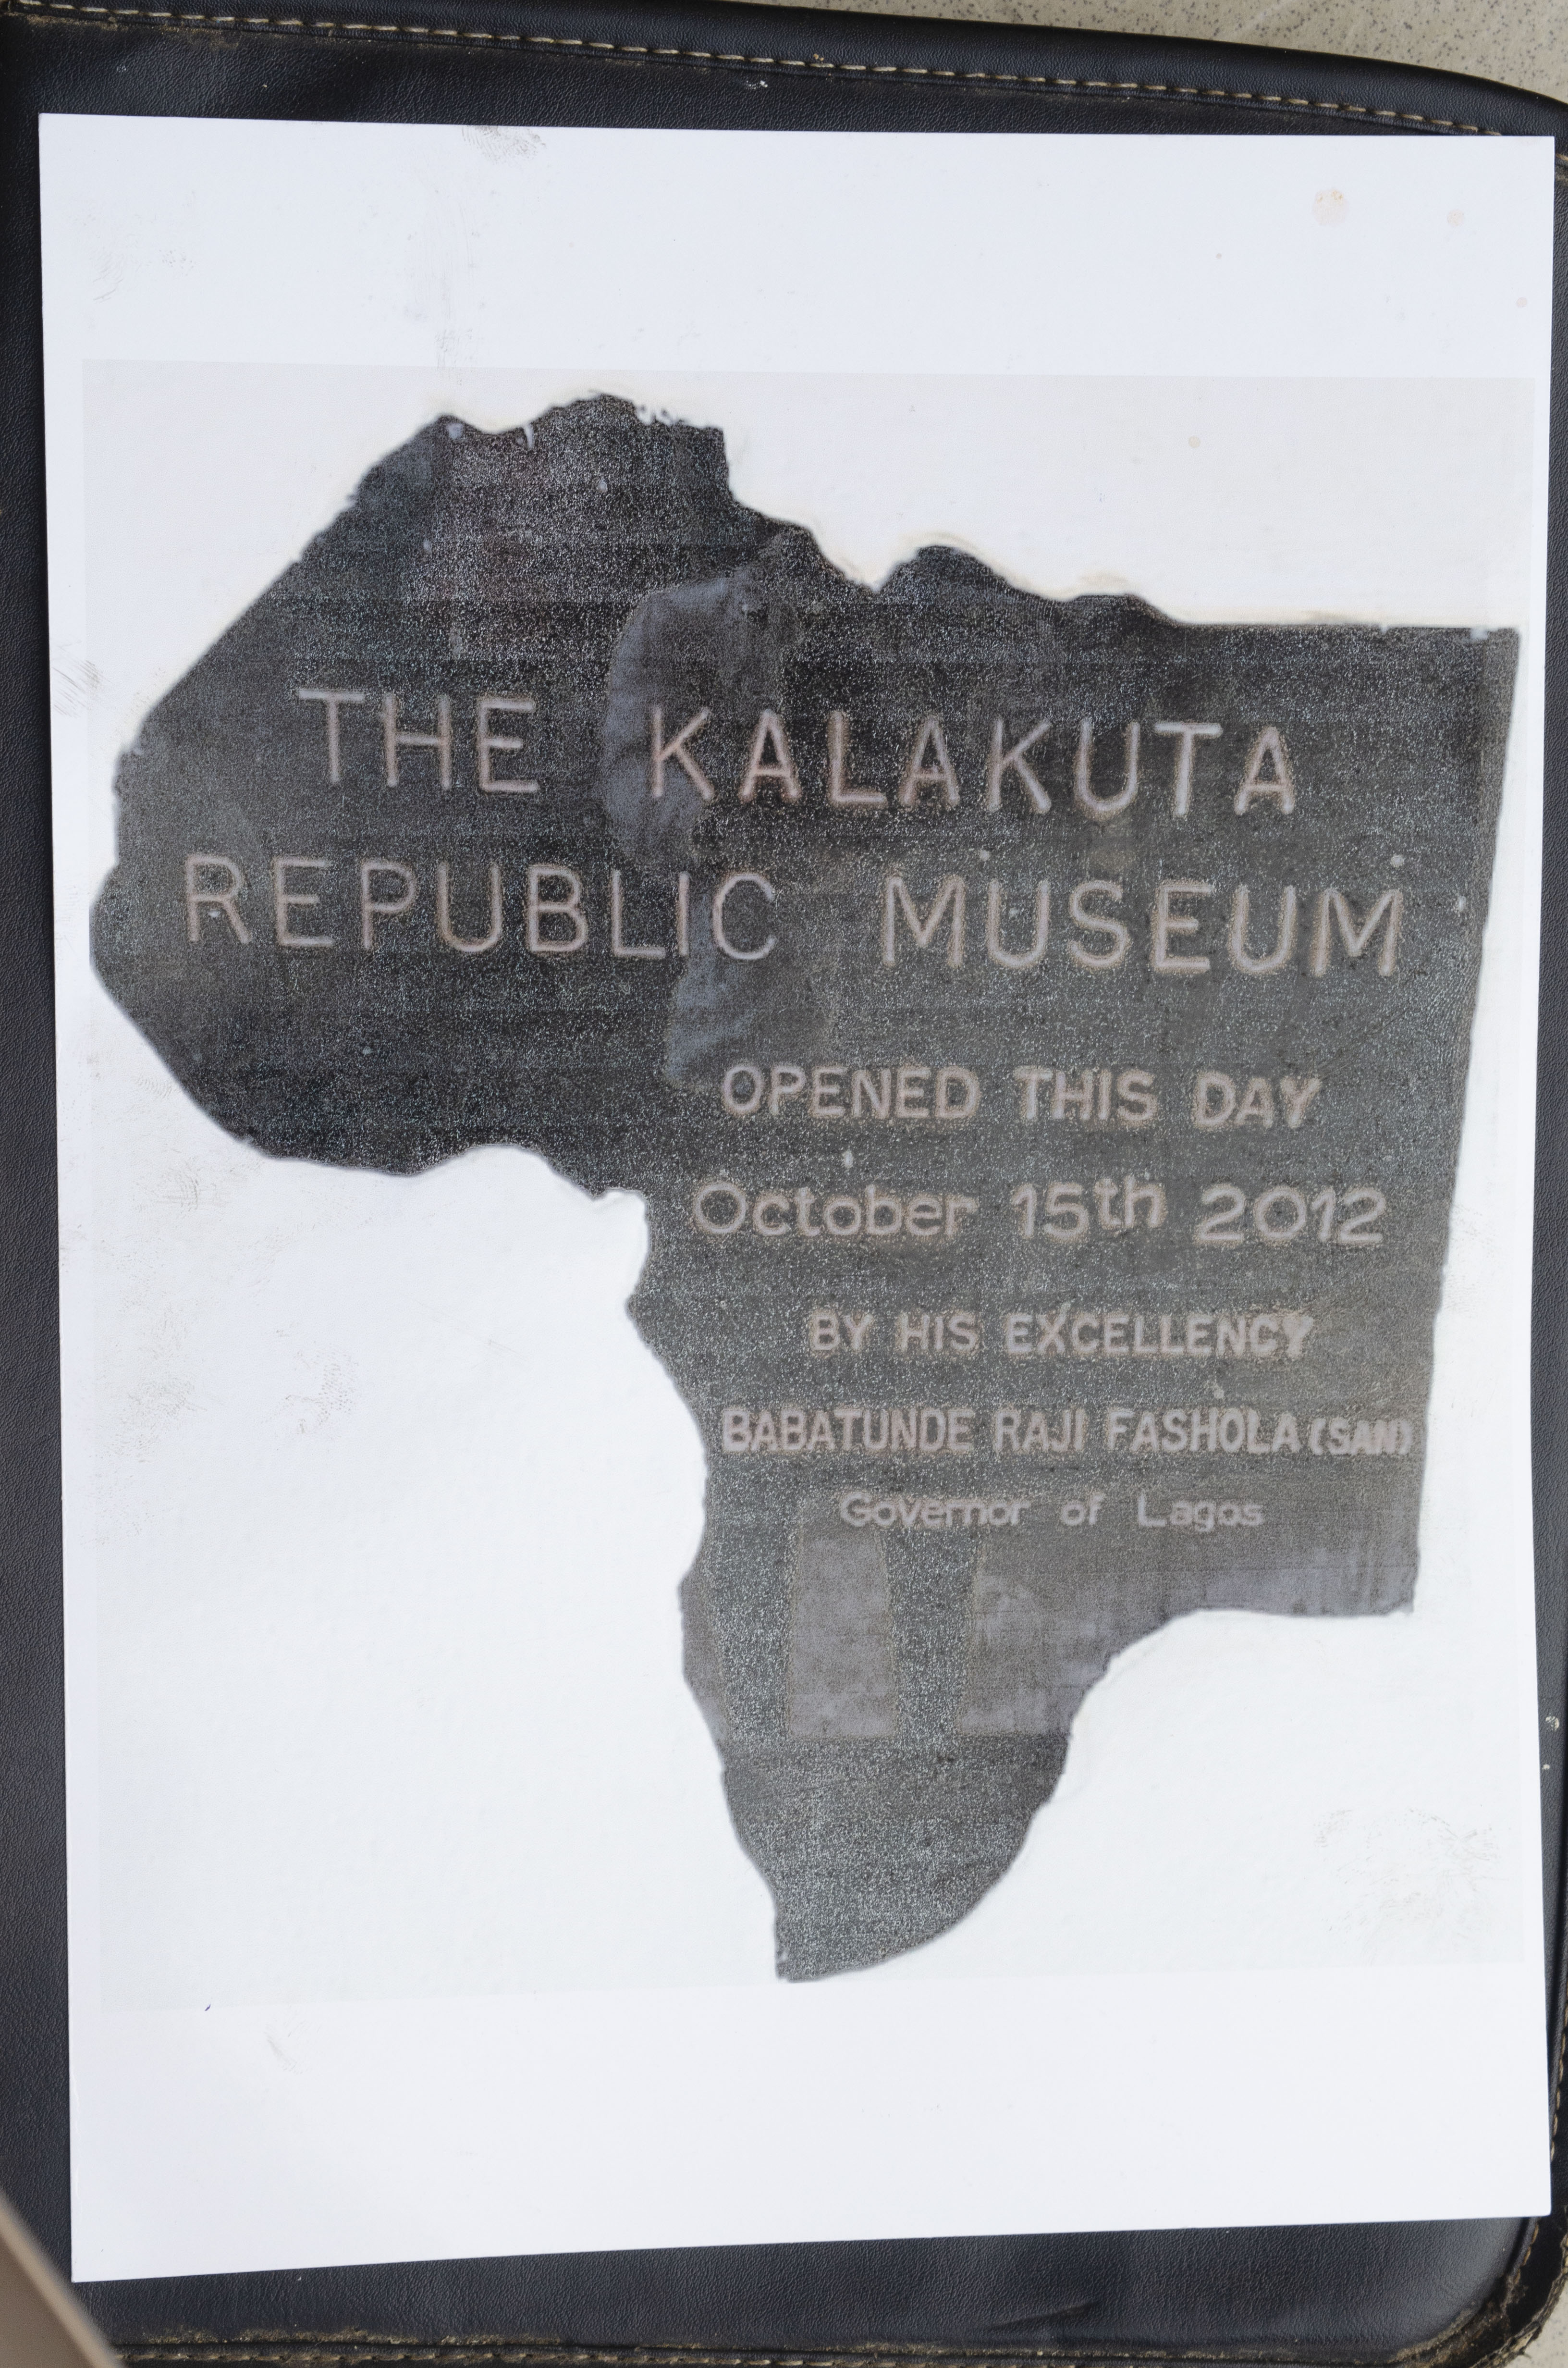 THE KALAKUTA
REPUBLIC MUSEUM
OPENED THIS DAY
October 15th 2012
BY HIS EXCELLENCY
BABATUNDE RAJI FASHOLA (SAN)
Governor of Lagos